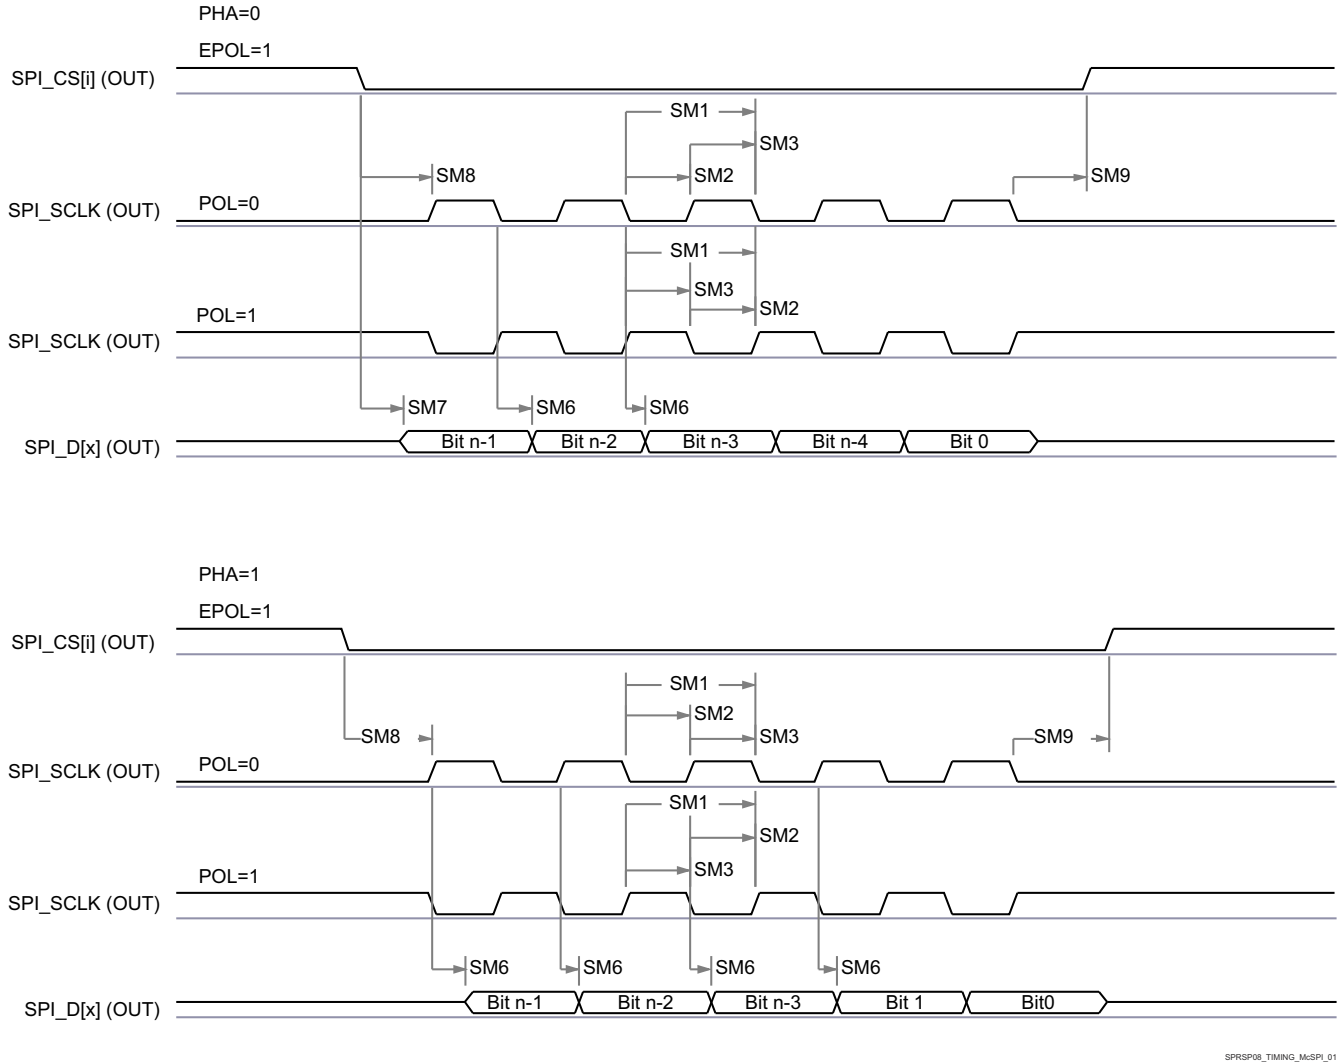 PHA=0
EPOL=1
SPI_CS[i] (OUT)
SM1
SM3
SM8
SM2
SM9
POL=0
SPI_SCLK (OUT)
SM1
SM3
SM2
POL=1
SPI_SCLK (OUT)
SM7
SM6
SM6
SPI_D[x] (OUT)
Bit n-1
Bit n-2
Bit n-3
Bit n-4
Bit 0
PHA=1
EPOL=1
SPI_CS[i] (OUT)
SM1
SM2
SM8
SM3
SM9
POL=0
SPI_SCLK (OUT)
SM1
SM2
SM3
POL=1
SPI_SCLK (OUT)
SM6
SM6
SM6
SM6
SPI_D[x] (OUT)
Bit n-1
Bit n-2
Bit n-3
Bit 1
Bit0
SPRSP08_TIMING_McSPI_01